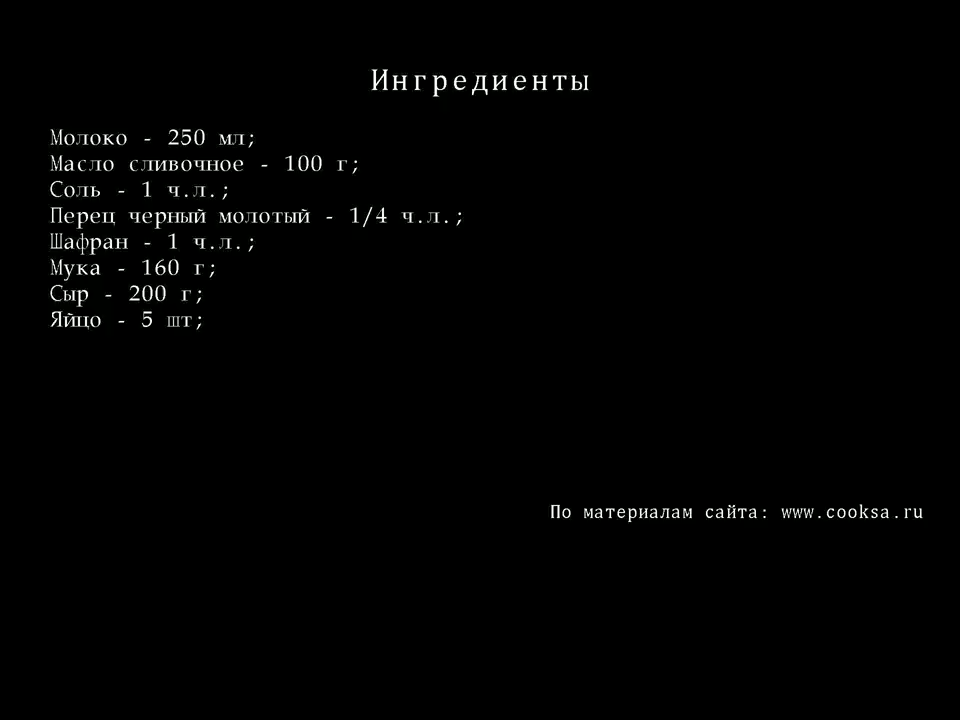 Ингредиенты
Молоко - 250 мл;
Масло сливочное - 100 г;
Соль - 1 ч.л.;
Перец черный молотый - 1/4 ч.л.;
Шафран - 1 ч.л.;
Мука - 160 г;
Сыр - 200 г;
Яйцо - 5 шт;
По материалам сайта: www.cooksa.ru